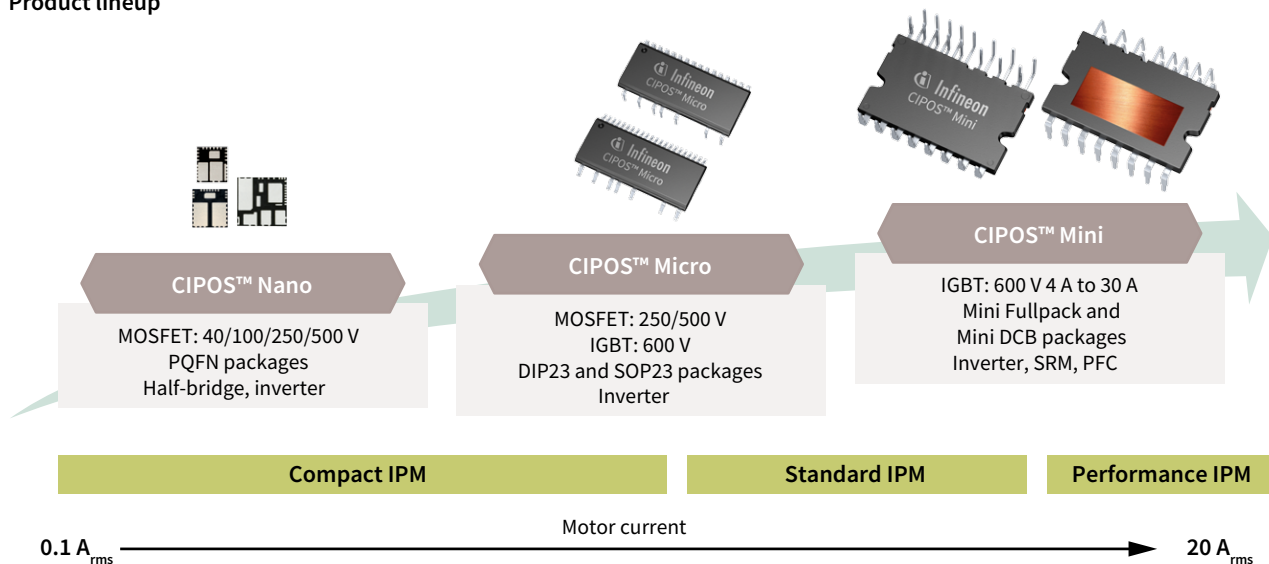 Product lineup
Infineon
CIPOS™ Micro
Infineon
CIPOS™ Micro
Infineon
CIPOS™ Mini
CIPOS™ Nano
MOSFET: 40/100/250/500 V
PQFN packages
Half-bridge, inverter
CIPOS™ Micro
MOSFET: 250/500 V
IGBT: 600 V
DIP23 and SOP23 packages
Inverter
CIPOS™ Mini
IGBT: 600 V 4 A to 30 A
Mini Fullpack and
Mini DCB packages
Inverter, SRM, PFC
Compact IPM
Standard IPM
Performance IPM
Motor current
0.1 Arms
20 Arms